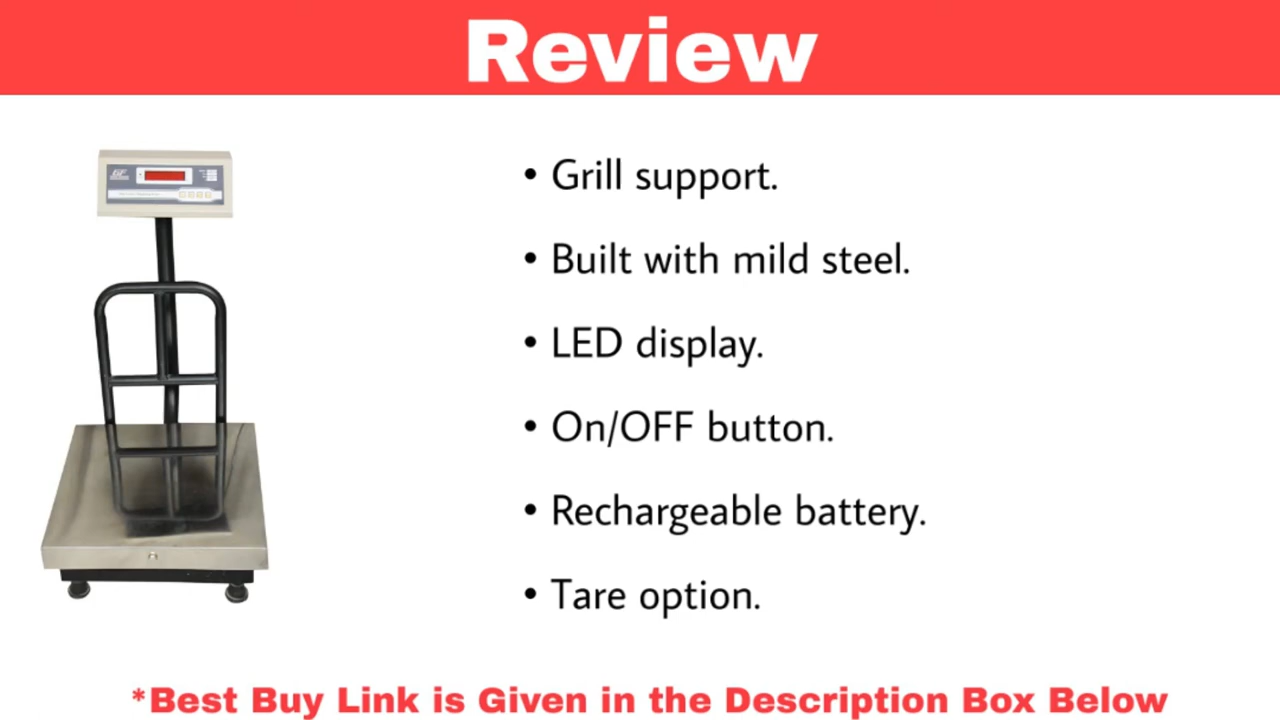 Review
• Grill support.
• Built with mild steel.
• LED display.
• On/OFF button.
• Rechargeable battery.
• Tare option.
*Best Buy Link is Given in the Description Box Below